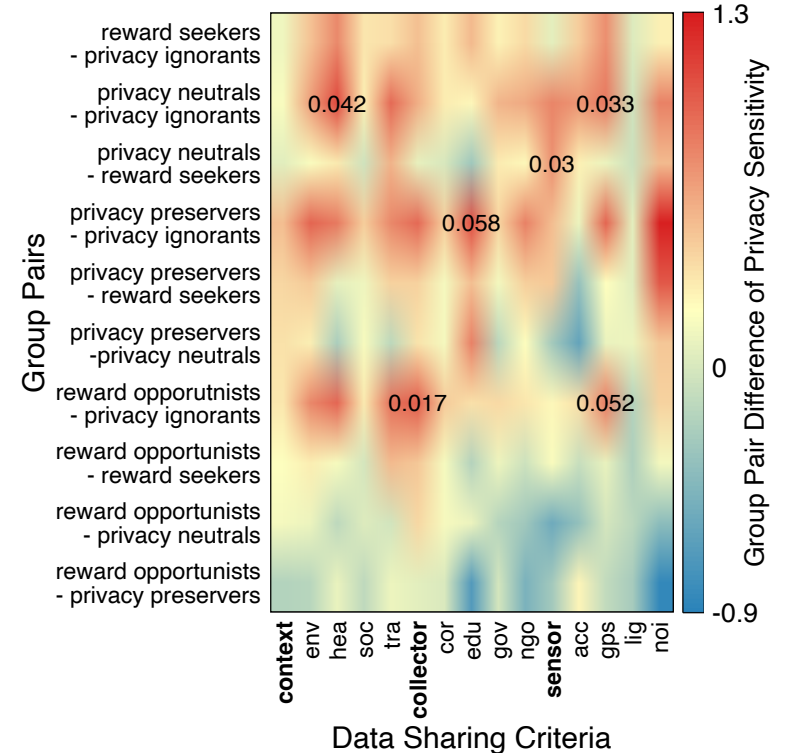 reward seekers
- privacy ignorants
privacy neutrals
- privacy ignorants
privacy neutrals
- reward seekers
privacy preservers
- privacy ignorants
privacy preservers
- reward seekers
privacy preservers
-privacy neutrals
reward opporutnists
- privacy ignorants
reward opportunists
- reward seekers
reward opportunists
- privacy neutrals
reward opportunists
- privacy preservers
Group Pairs
0.042
0.033
0.03
0.058
0.017
0.052
context
env
hea
soc
tra
collector
cor
edu
gov
ngo
sensor
acc
gps
lig
noi
Data Sharing Criteria
1.3
0
-0.9
Group Pair Difference of Privacy Sensitivity